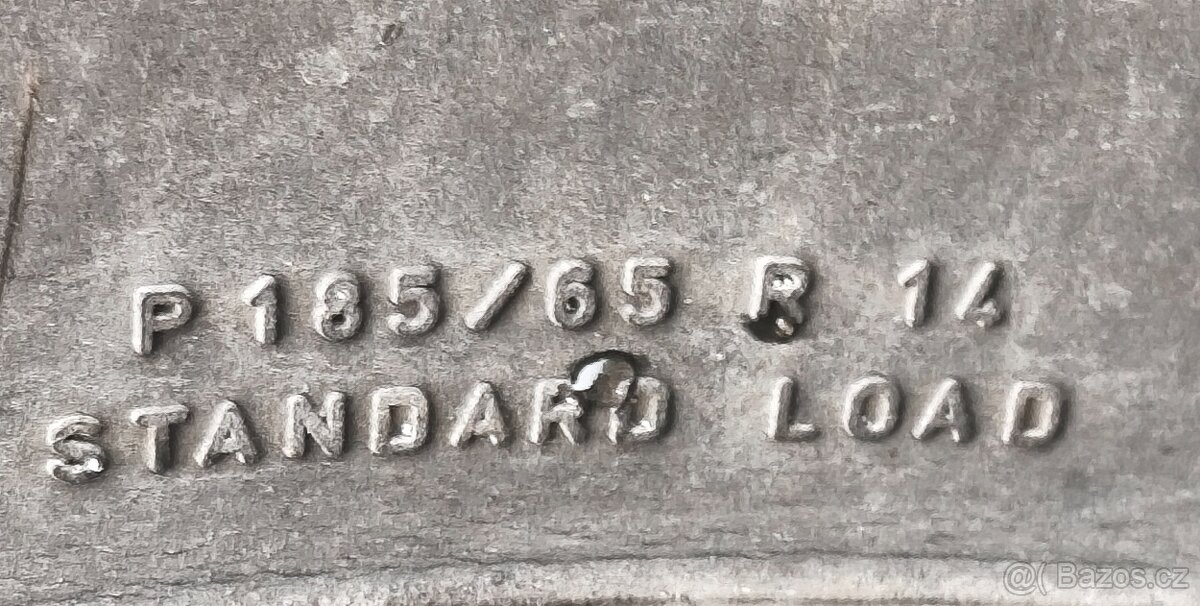 P 185/65 R 14
STANDARD LOAD
@( Bazos.cz